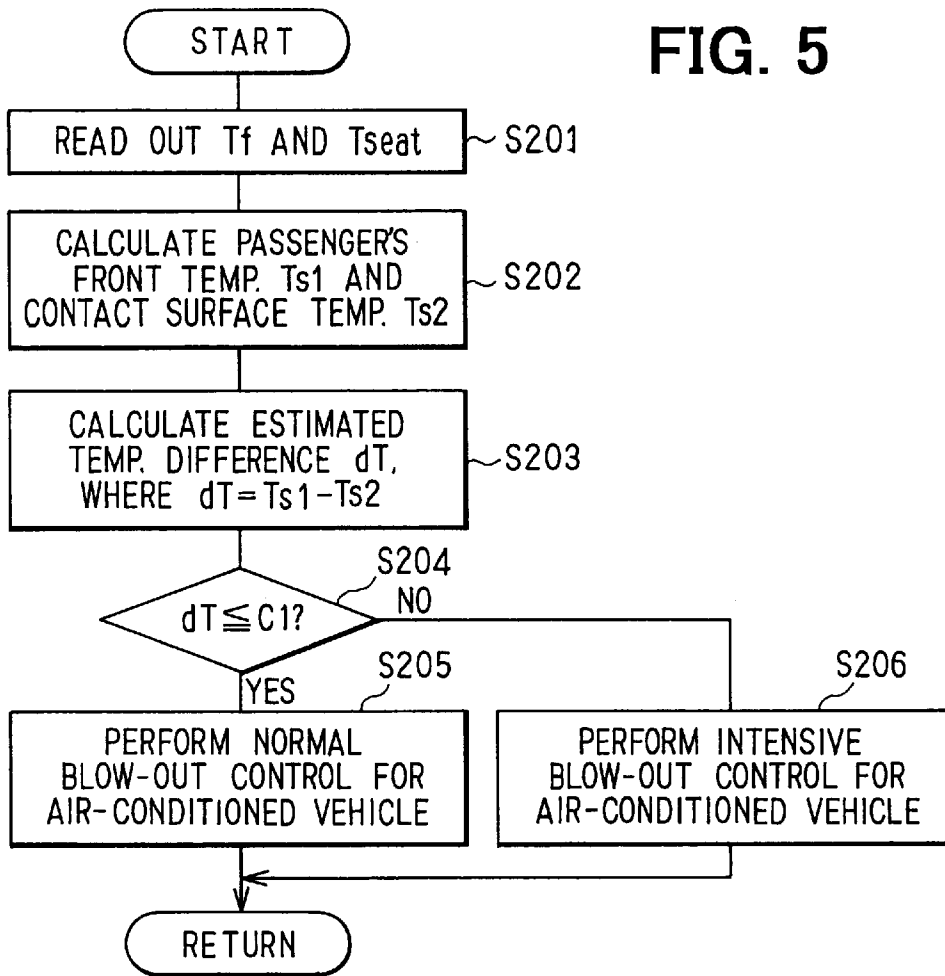 FIG. 5
START
READ OUT Tf AND Tseat
S201
CALCULATE PASSENGER'S
FRONT TEMP. Ts1 AND
CONTACT SURFACE TEMP. Ts2
S202
CALCULATE ESTIMATED
TEMP. DIFFERENCE dT,
WHERE dT=Ts1-Ts2
S203
S204
dT≦C1?
NO
YES
S205
PERFORM NORMAL
BLOW-OUT CONTROL FOR
AIR-CONDITIONED VEHICLE
S206
PERFORM INTENSIVE
BLOW-OUT CONTROL FOR
AIR-CONDITIONED VEHICLE
RETURN